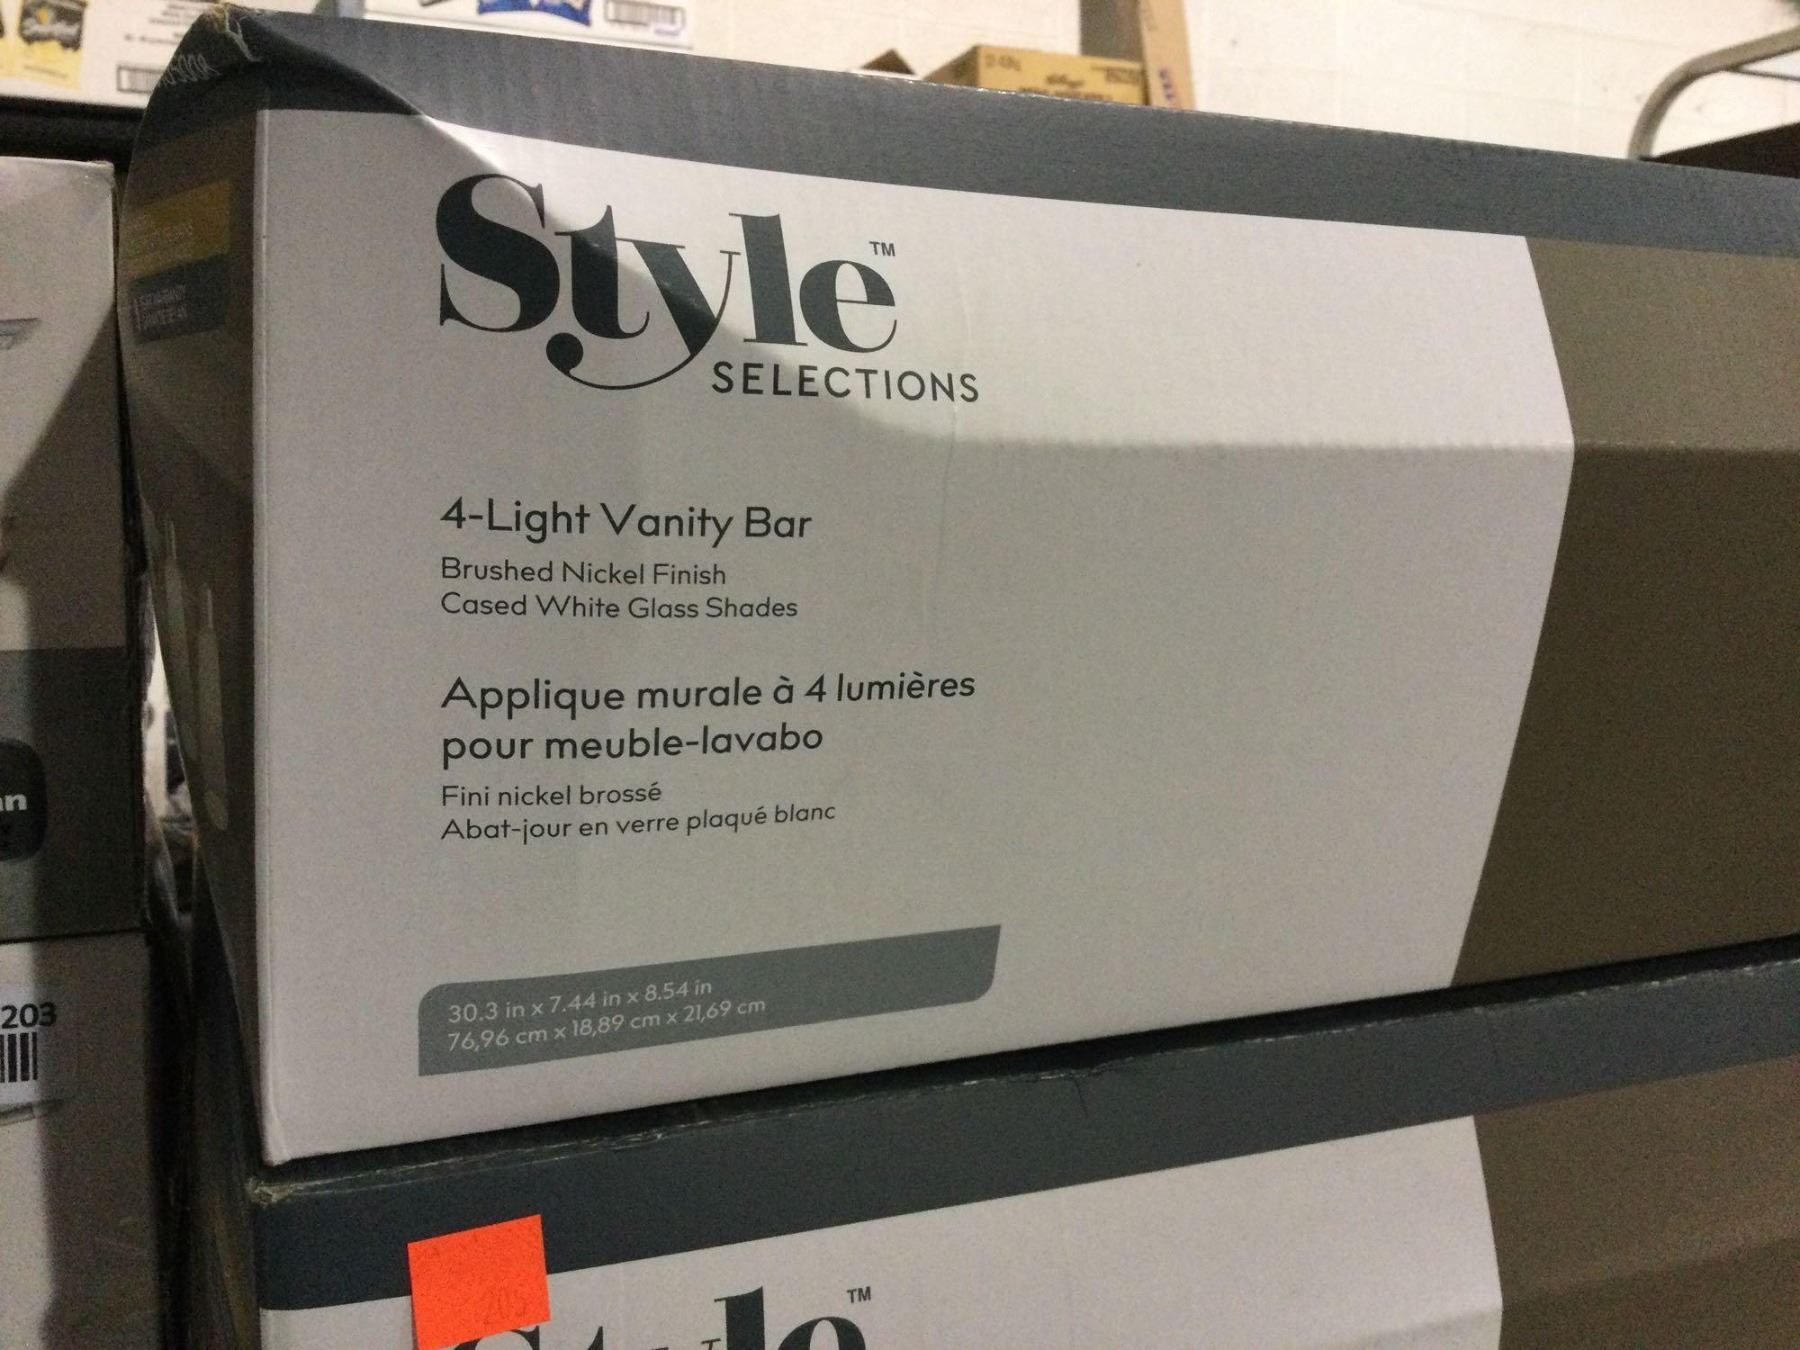 Style™
SELECTIONS
4-Light Vanity Bar
Brushed Nickel Finish
Cased White Glass Shades
Applique murale à 4 lumières
pour meuble-lavabo
Fini nickel brossé
Abat-jour en verre plaqué blanc
30.3 in x 7.44 in x 8.54 in
76,96 cm x 18,89 cm x 21,69 cm
203
Style™